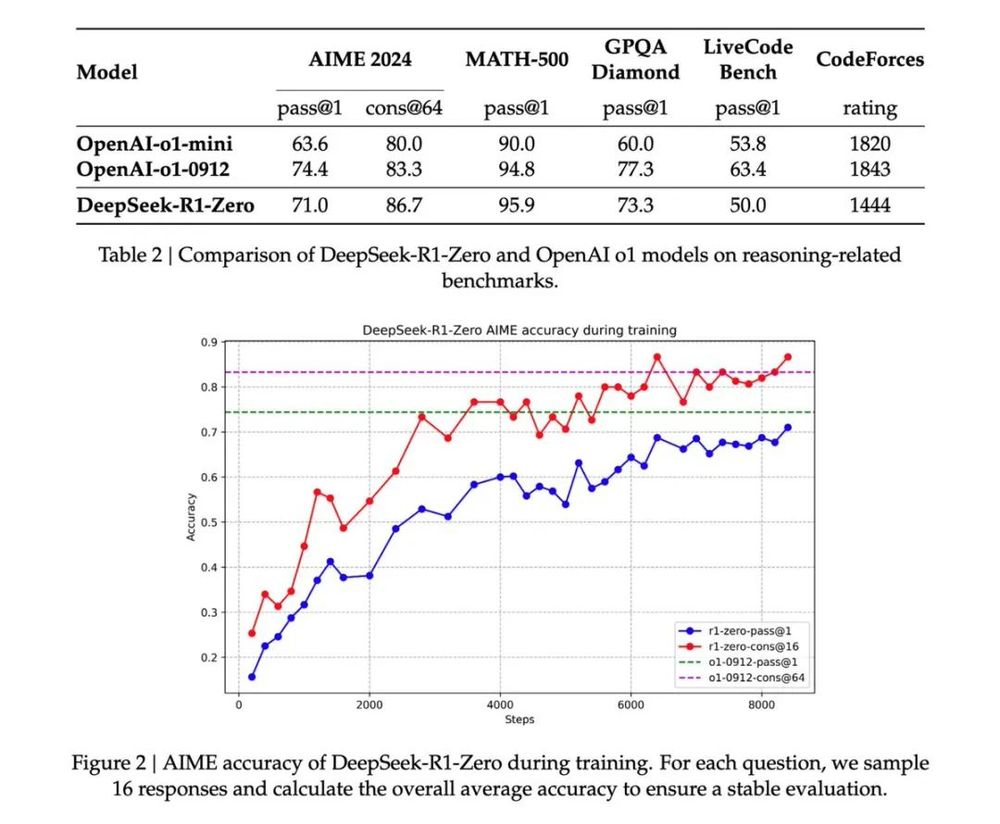 Model AIME 2024 MATH-500 GPQA Diamond LiveCode Bench CodeForces
pass@1 cons@64 pass@1 pass@1 pass@1 rating
OpenAI-o1-mini 63.6 80.0 90.0 60.0 53.8 1820
OpenAI-o1-0912 74.4 83.3 94.8 77.3 63.4 1843
DeepSeek-R1-Zero 71.0 86.7 95.9 73.3 50.0 1444
Table 2 | Comparison of DeepSeek-R1-Zero and OpenAI o1 models on reasoning-related
benchmarks.
DeepSeek-R1-Zero AIME accuracy during training
0.9
0.8
0.7
0.6
0.5
0.4
0.3
0.2
Accuracy
r1-zero-pass@1
r1-zero-cons@16
o1-0912-pass@1
o1-0912-cons@64
0 2000 4000 6000 8000
Steps
Figure 2 | AIME accuracy of DeepSeek-R1-Zero during training. For each question, we sample
16 responses and calculate the overall average accuracy to ensure a stable evaluation.